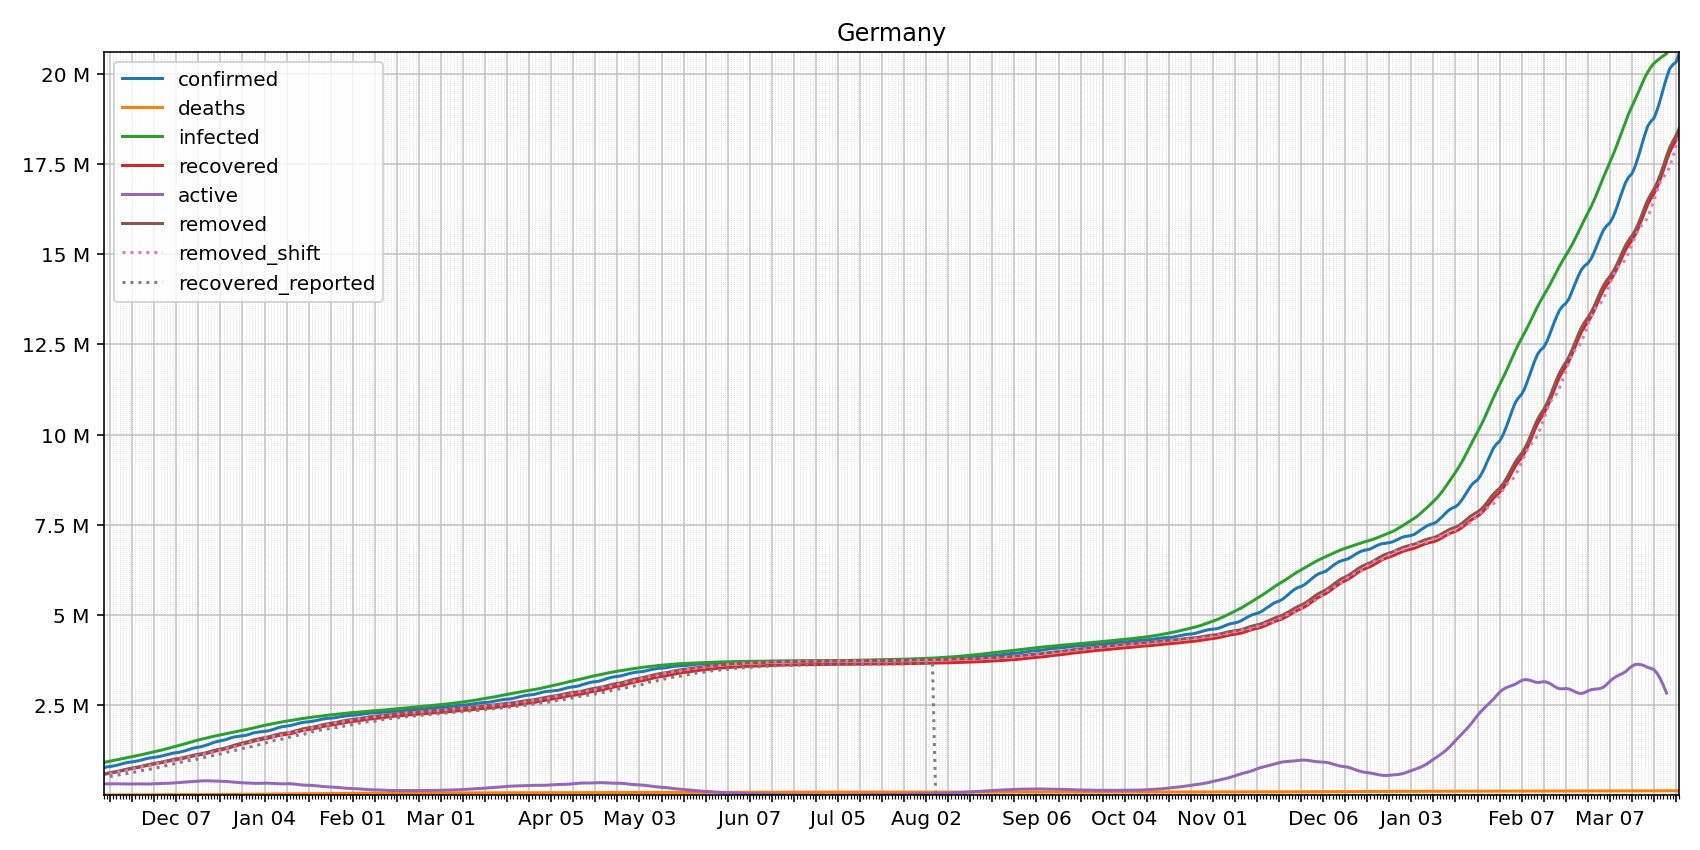 Germany
20 M
17.5 M
15 M
12.5 M
10 M
7.5 M
5 M
2.5 M
confirmed
deaths
infected
recovered
active
removed
removed_shift
recovered_reported
Dec 07 Jan 04 Feb 01 Mar 01 Apr 05 May 03 Jun 07 Jul 05 Aug 02 Sep 06 Oct 04 Nov 01 Dec 06 Jan 03 Feb 07 Mar 07